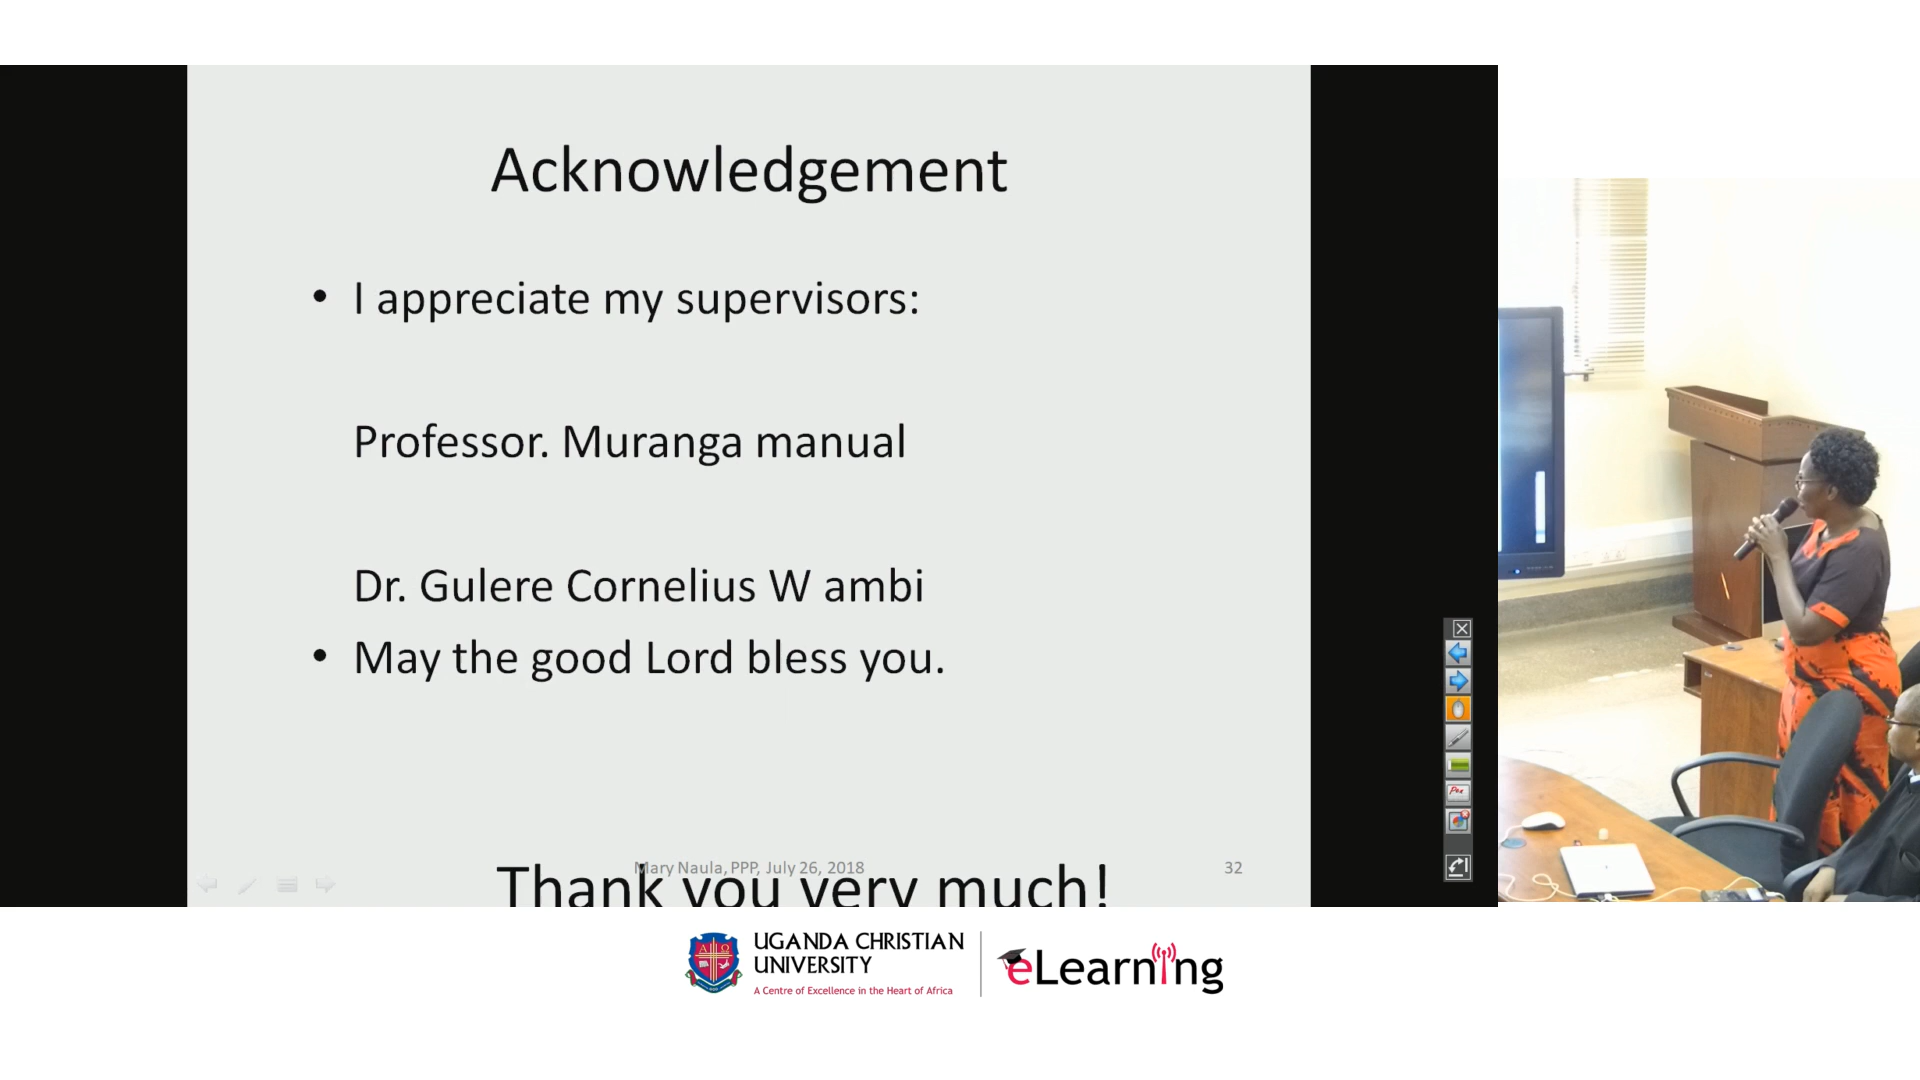 Acknowledgement
• I appreciate my supervisors:
Professor. Muranga manual
Dr. Gulere Cornelius W ambi
• May the good Lord bless you.
Mary Naula, PPP, July 26, 2018
32
Thank you very much!
Pen
A Ω
UGANDA CHRISTIAN
UNIVERSITY
A Centre of Excellence in the Heart of Africa
eLearning